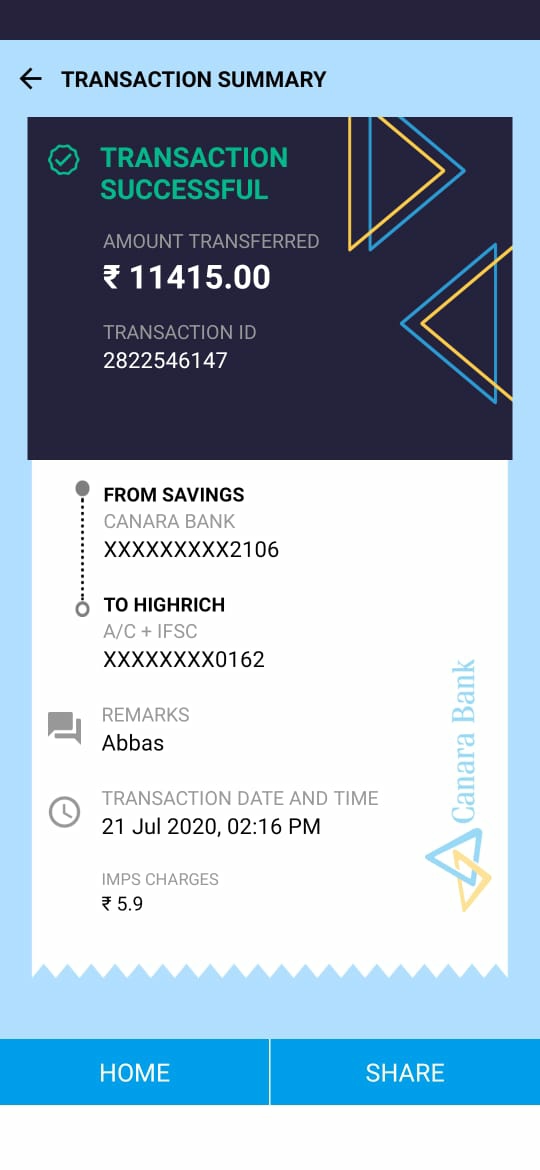 TRANSACTION SUMMARY
TRANSACTION
SUCCESSFUL
AMOUNT TRANSFERRED
₹ 11415.00
TRANSACTION ID
2822546147
FROM SAVINGS
CANARA BANK
XXXXXXXXX2106
TO HIGHRICH
A/C + IFSC
XXXXXXXX0162
REMARKS
Abbas
TRANSACTION DATE AND TIME
21 Jul 2020, 02:16 PM
IMPS CHARGES
₹ 5.9
Canara Bank
HOME
SHARE